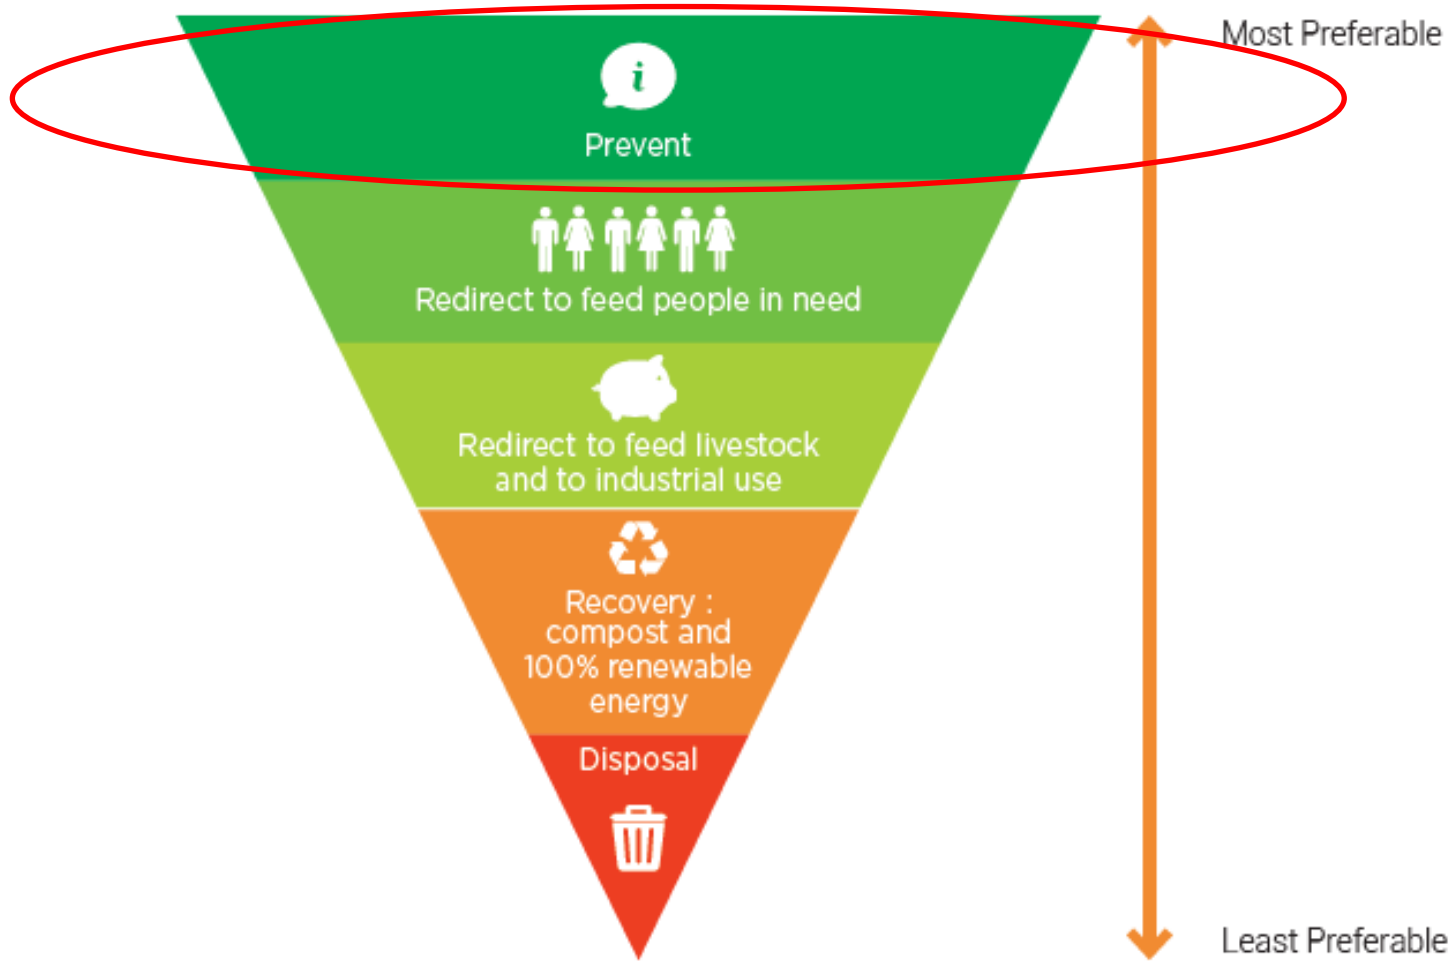 Most Preferable
i
Prevent
Redirect to feed people in need
Redirect to feed livestock
and to industrial use
Recovery :
compost and
100% renewable
energy
Disposal
Least Preferable